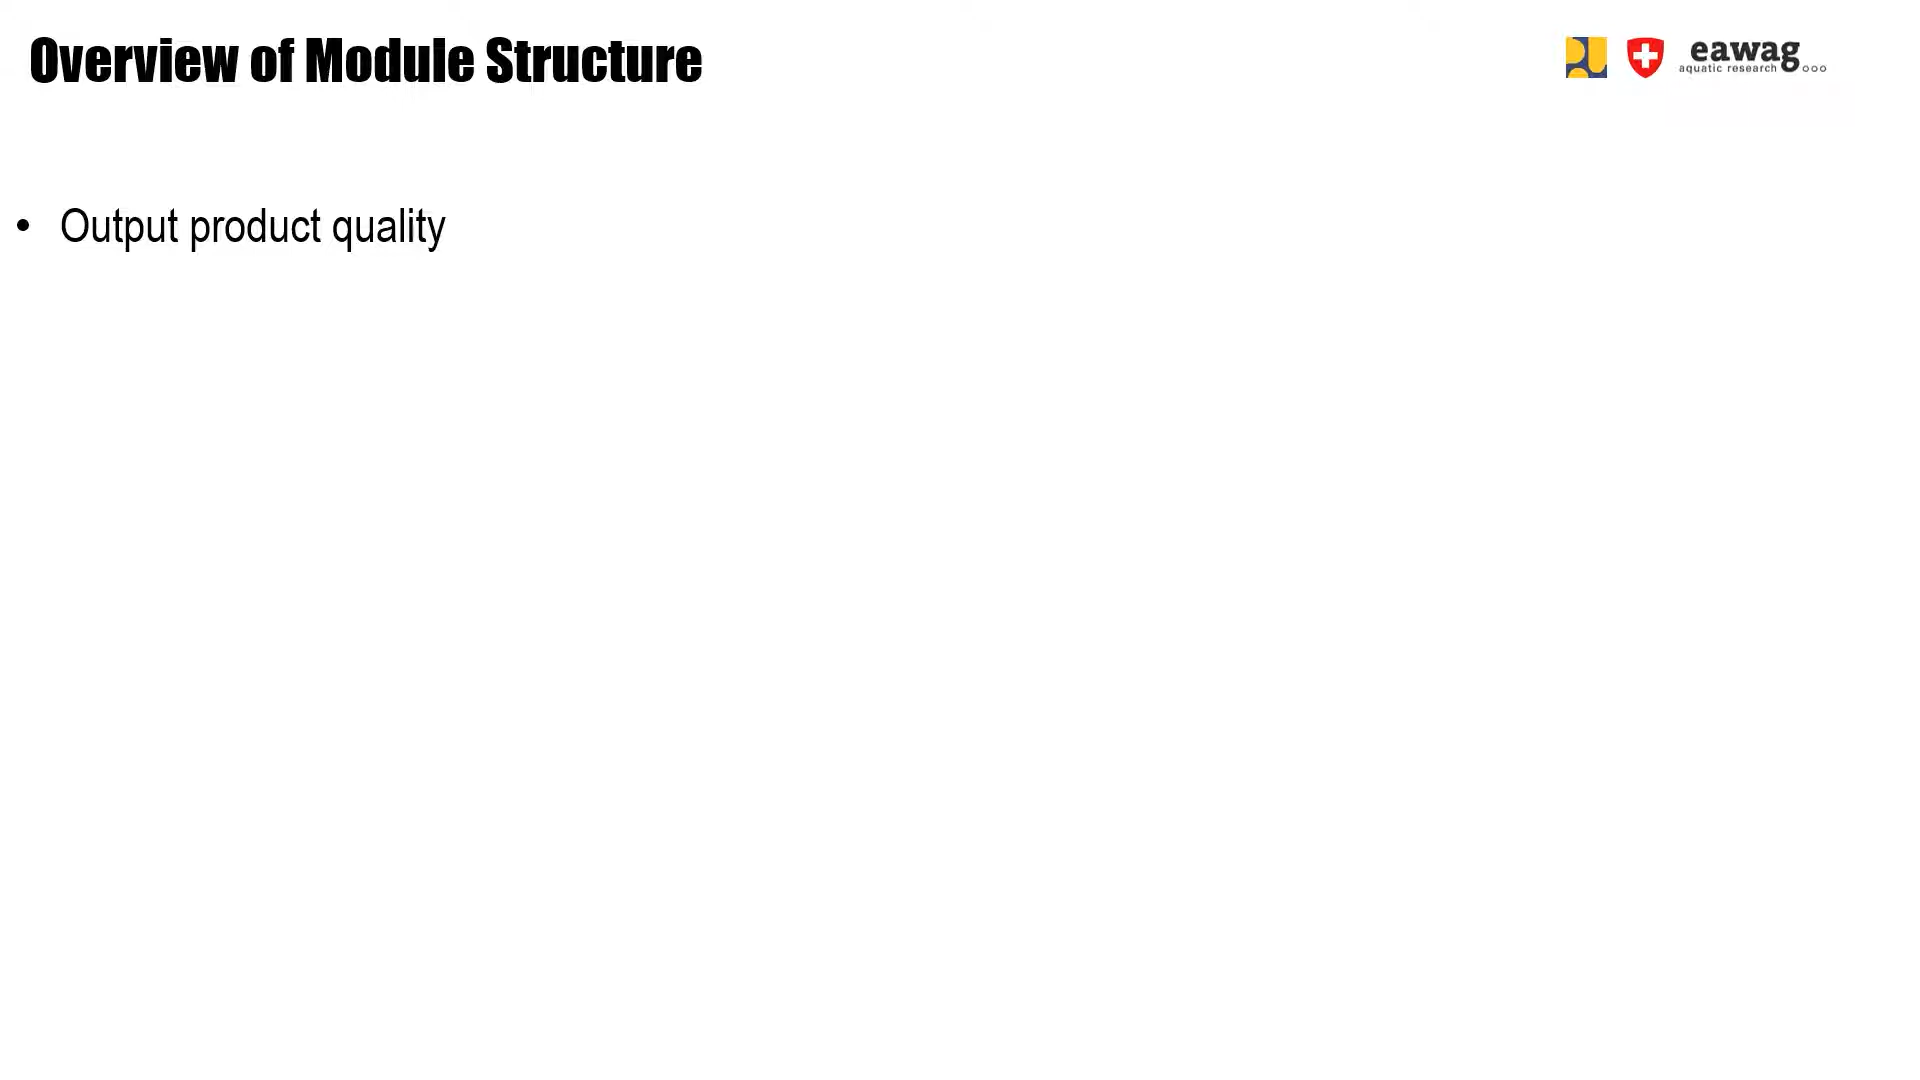 Overview of Module Structure
eawag
aquatic research
• Output product quality